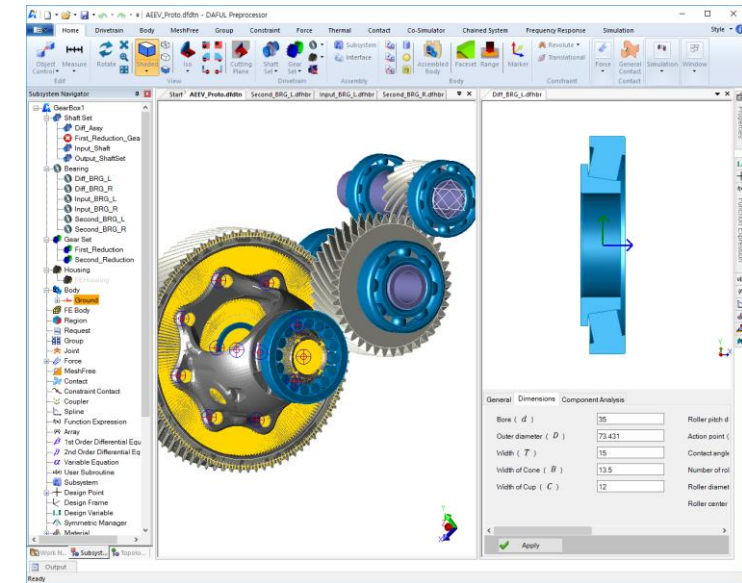 AEEV_Proto.dfdtn - DAFUL Preprocessor
Home Drivetrain Body MeshFree Group Constraint Force Thermal Contact Co-Simulator Chained System Frequency Response Simulation Style
Object Control Measure Rotate Shaded Iso Cutting Plane Shaft Set Gear Set Subsystem Interface Assembled Body Faceset Range Marker Revolute Translational Force General Contact Simulation Window
Edit View Drivetrain Assembly Body Constraint Contact
Subsystem Navigator
Start AEEV_Proto.dfdtn Second_BRG_L.dfhbr Input_BRG_L.dfhbr Second_BRG_R.dfhbr
Diff_BRG_L.dfhbr
GearBox1
Shaft Set
Diff_Assy
First_Reduction_Gea
Input_Shaft
Output_ShaftSet
Bearing
Diff_BRG_L
Diff_BRG_R
Input_BRG_L
Input_BRG_R
Second_BRG_L
Second_BRG_R
Gear Set
First_Reduction
Second_Reduction
Housing
Body
Ground
FE Body
Region
Request
Group
Joint
Force
MeshFree
Contact
Constraint Contact
Coupler
Spline
Function Expression
Array
1st Order Differential Equ
2nd Order Differential Eq
Variable Equation
User Subroutine
Subsystem
Design Point
Design Frame
Design Variable
Symmetric Manager
Material
Properties
Function Expression
General Dimensions Component Analysis
Bore ( d ) 35 Roller pitch d
Outer diameter ( D ) 73.431 Action point (
Width ( T ) 15 Contact angle
Width of Cone ( B ) 13.5 Number of rol
Width of Cup ( C ) 12 Roller diamet
Roller center
Apply
Work N... Subsyst... Topolo...
Output
Ready